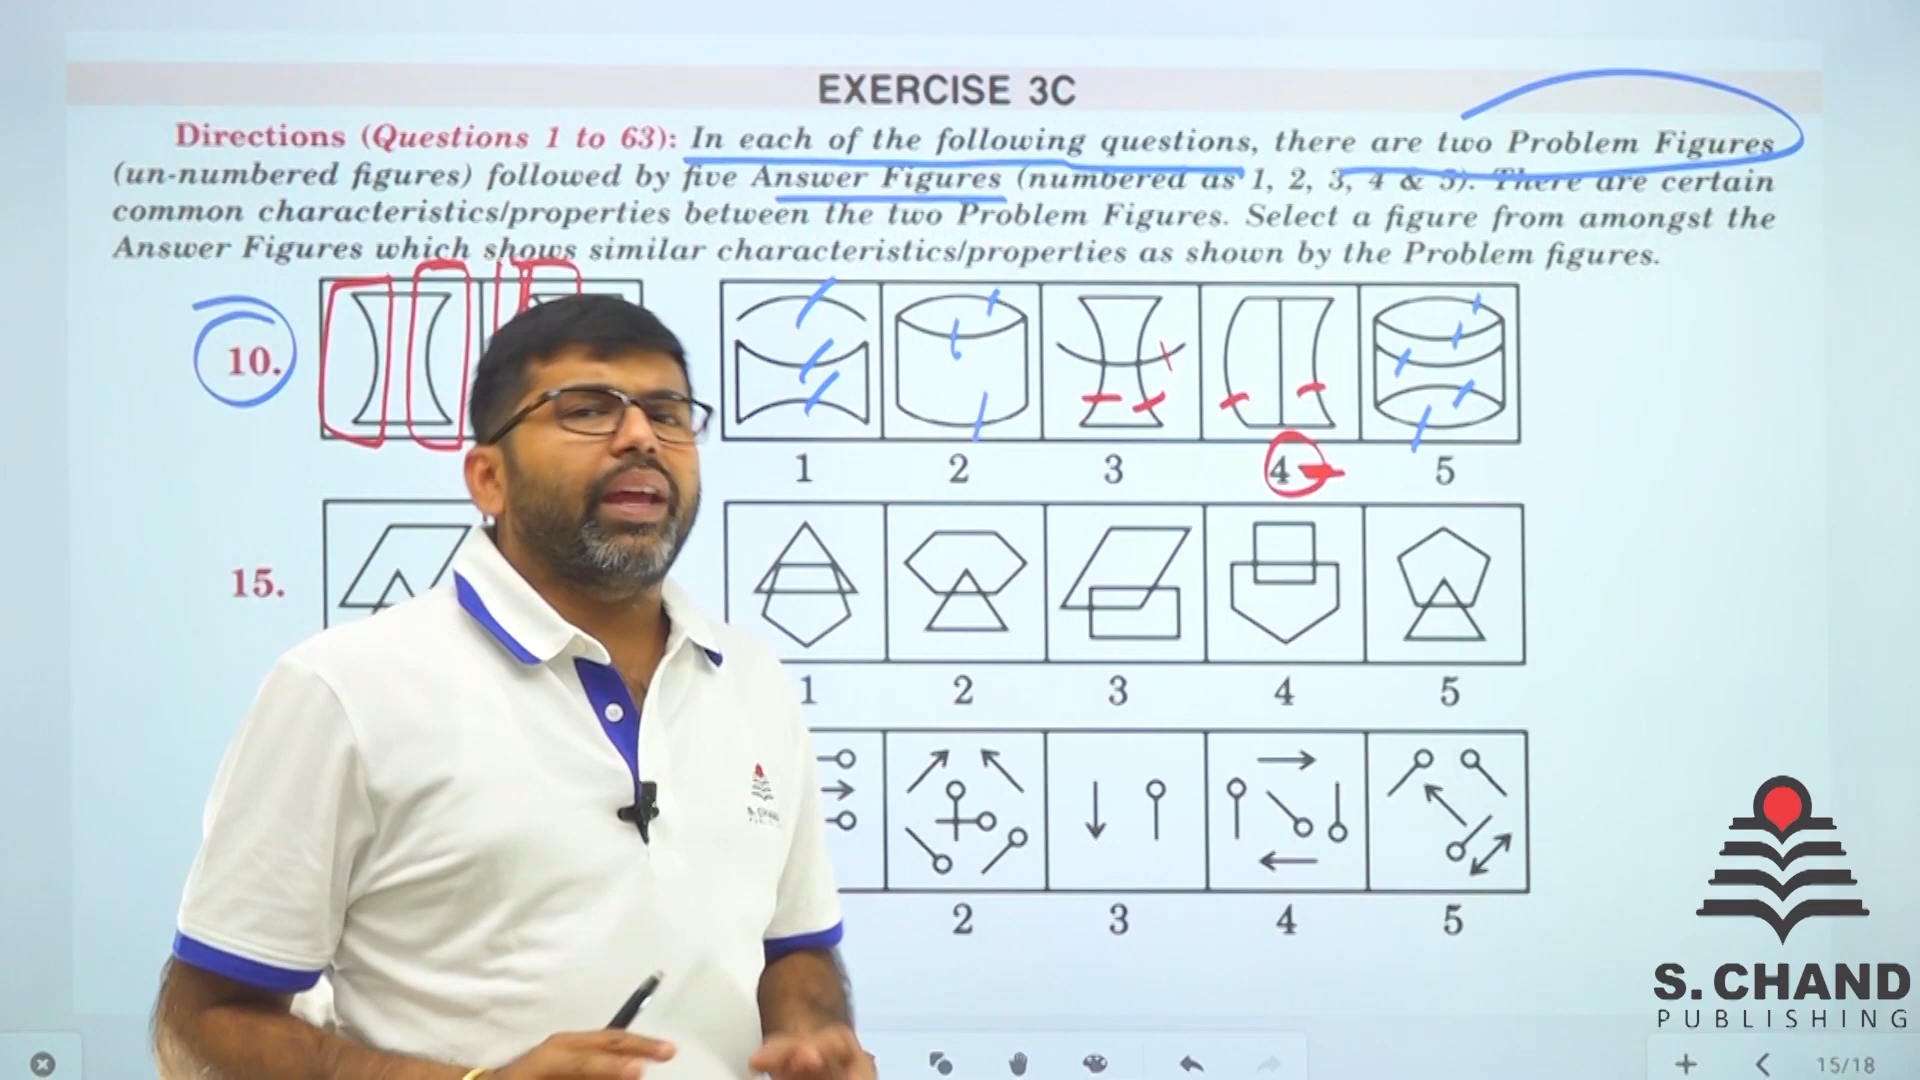 EXERCISE 3C
Directions (Questions 1 to 63): In each of the following questions, there are two Problem Figures
(un-numbered figures) followed by five Answer Figures (numbered as 1, 2, 3, 4 & 5). There are certain
common characteristics/properties between the two Problem Figures. Select a figure from amongst the
Answer Figures which shows similar characteristics/properties as shown by the Problem figures.
10.
1 2 3 4 5
15.
1 2 3 4 5
2 3 4 5
S. CHAND
PUBLISHING
15/18